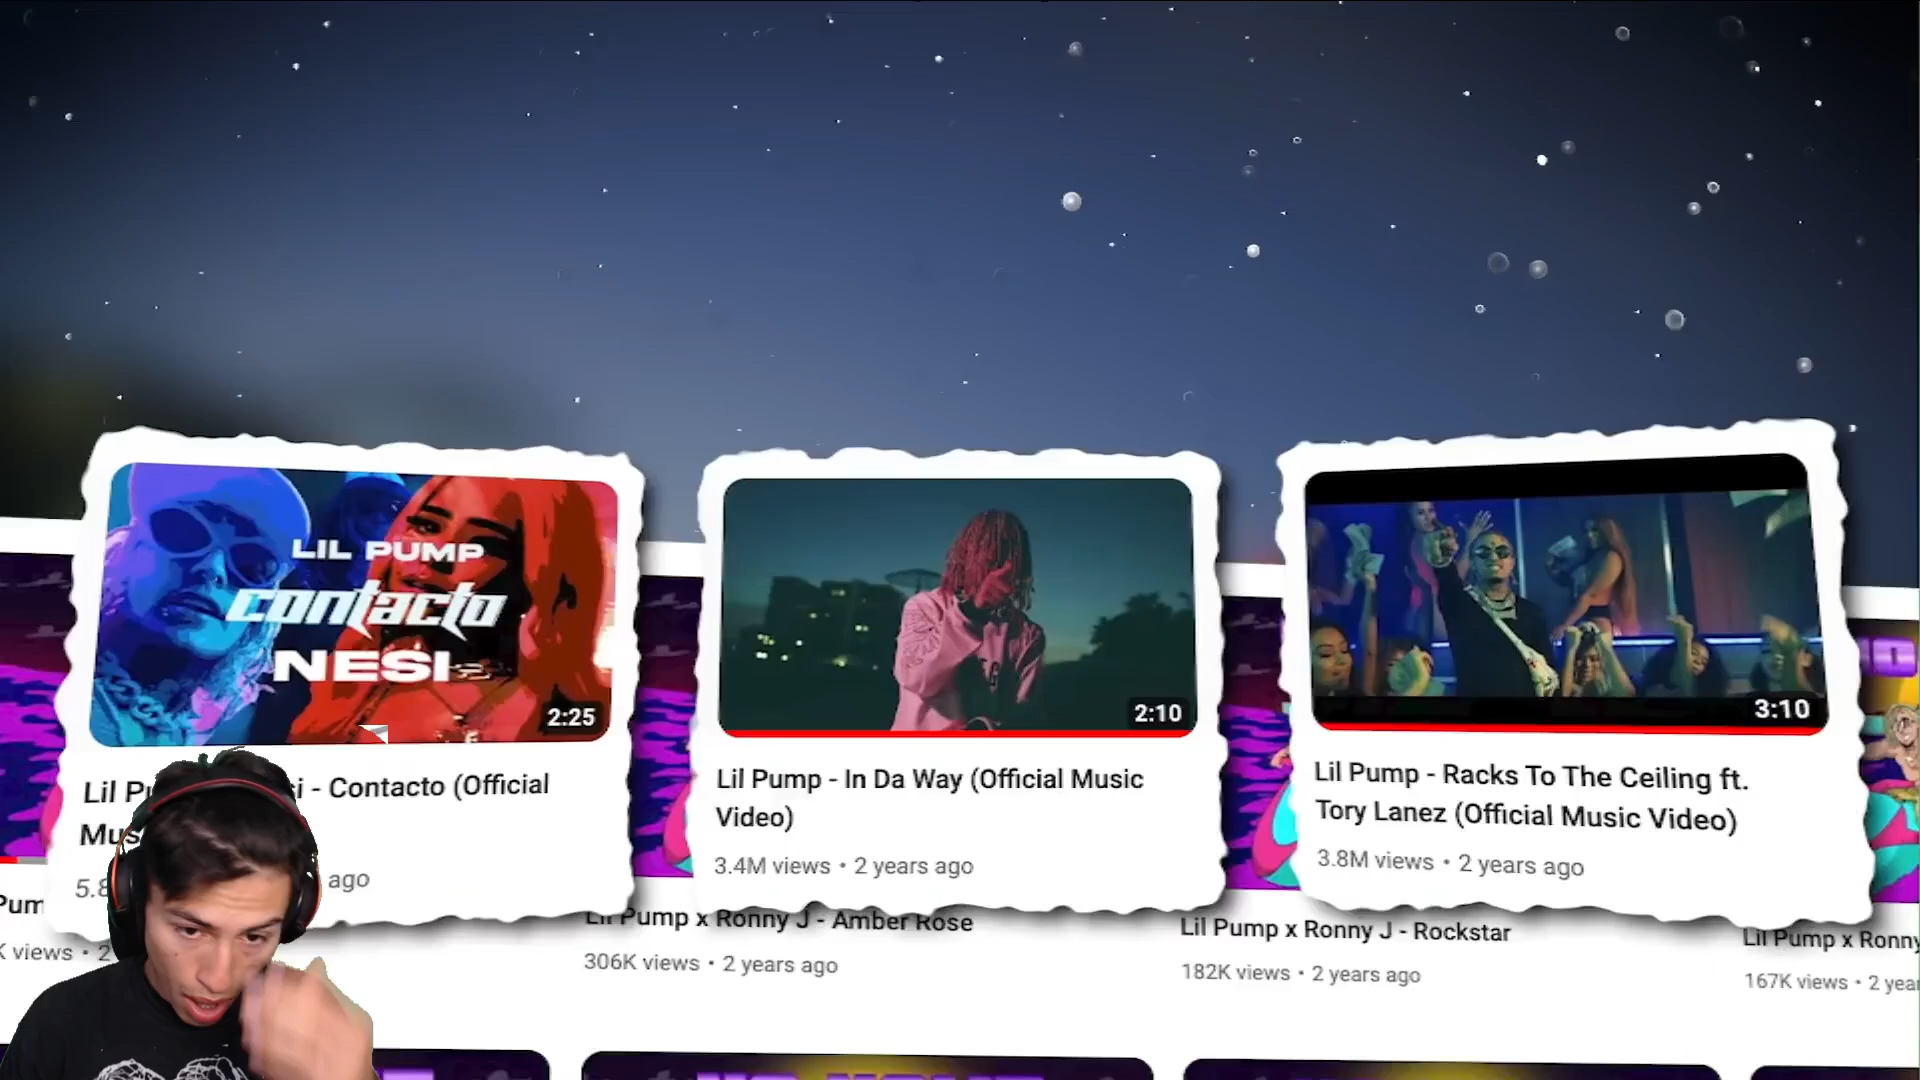 LIL PUMP
contacto
NESI
2:25
Lil Pu si - Contacto (Official
Mus
5.8 ago
2:10
Lil Pump - In Da Way (Official Music
Video)
3.4M views • 2 years ago
3:10
Lil Pump - Racks To The Ceiling ft.
Tory Lanez (Official Music Video)
3.8M views • 2 years ago
Pum
K views • 2
Lil Pump x Ronny J - Amber Rose
306K views • 2 years ago
Lil Pump x Ronny J - Rockstar
182K views • 2 years ago
Lil Pump x Ronny
167K views • 2 year